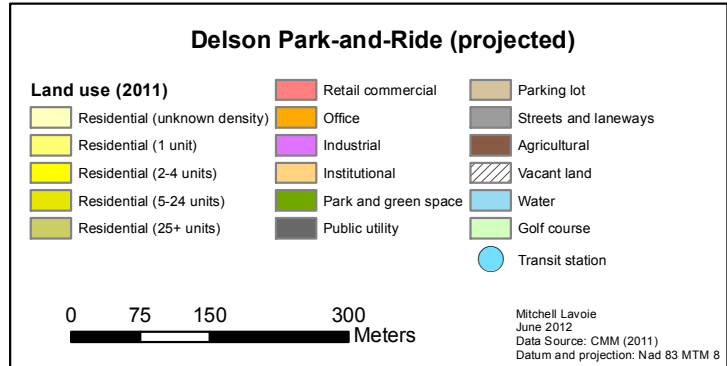 Delson Park-and-Ride (projected)
Land use (2011)
Residential (unknown density)
Residential (1 unit)
Residential (2-4 units)
Residential (5-24 units)
Residential (25+ units)
Retail commercial
Office
Industrial
Institutional
Park and green space
Public utility
Parking lot
Streets and laneways
Agricultural
Vacant land
Water
Golf course
Transit station
0 75 150 300
Meters
Mitchell Lavoie
June 2012
Data Source: CMM (2011)
Datum and projection: Nad 83 MTM 8